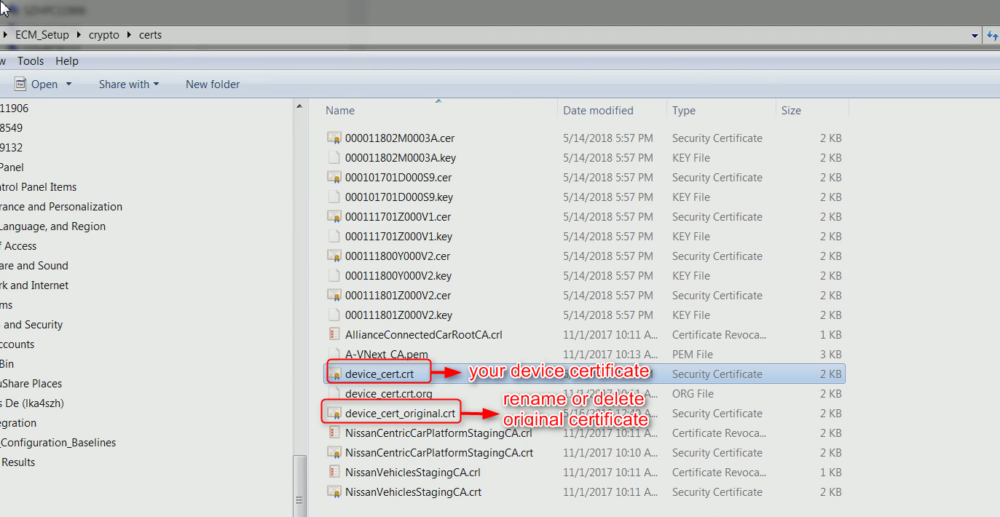 ECM_Setup crypto certs
w Tools Help
Open Share with New folder
11906
8549
9132
Panel
ntrol Panel Items
rance and Personalization
Language, and Region
f Access
are and Sound
rk and Internet
ms
and Security
ccounts
Bin
uShare Places
s De (lka4szh)
egration
_Configuration_Baselines
Results
Name Date modified Type Size
000011802M0003A.cer 5/14/2018 5:57 PM Security Certificate 2 KB
000011802M0003A.key 5/14/2018 5:57 PM KEY File 2 KB
000101701D000S9.cer 5/14/2018 5:57 PM Security Certificate 2 KB
000101701D000S9.key 5/14/2018 5:57 PM KEY File 2 KB
000111701Z000V1.cer 5/14/2018 5:57 PM Security Certificate 2 KB
000111701Z000V1.key 5/14/2018 5:57 PM KEY File 2 KB
000111800Y000V2.cer 5/14/2018 5:57 PM Security Certificate 2 KB
000111800Y000V2.key 5/14/2018 5:57 PM KEY File 2 KB
000111801Z000V2.cer 5/14/2018 5:57 PM Security Certificate 2 KB
000111801Z000V2.key 5/14/2018 5:57 PM KEY File 2 KB
AllianceConnectedCarRootCA.crl 11/1/2017 10:11 A... Certificate Revoca... 1 KB
A-VNext_CA.pem 11/1/2017 10:13 A... PEM File 3 KB
device_cert.crt your device certificate Security Certificate 2 KB
device_cert.crt.org 11/1/2017 10:11 A... ORG File 2 KB
rename or delete
device_cert_original.crt 5/16/2018 12:40 A... Security Certificate 2 KB
original certificate
NissanCentricCarPlatformStagingCA.crl 11/1/2017 10:11 A... Certificate Revoca... 2 KB
NissanCentricCarPlatformStagingCA.crt 11/1/2017 10:10 A... Security Certificate 2 KB
NissanVehiclesStagingCA.crl 11/1/2017 10:11 A... Certificate Revoca... 1 KB
NissanVehiclesStagingCA.crt 11/1/2017 10:11 A... Security Certificate 2 KB